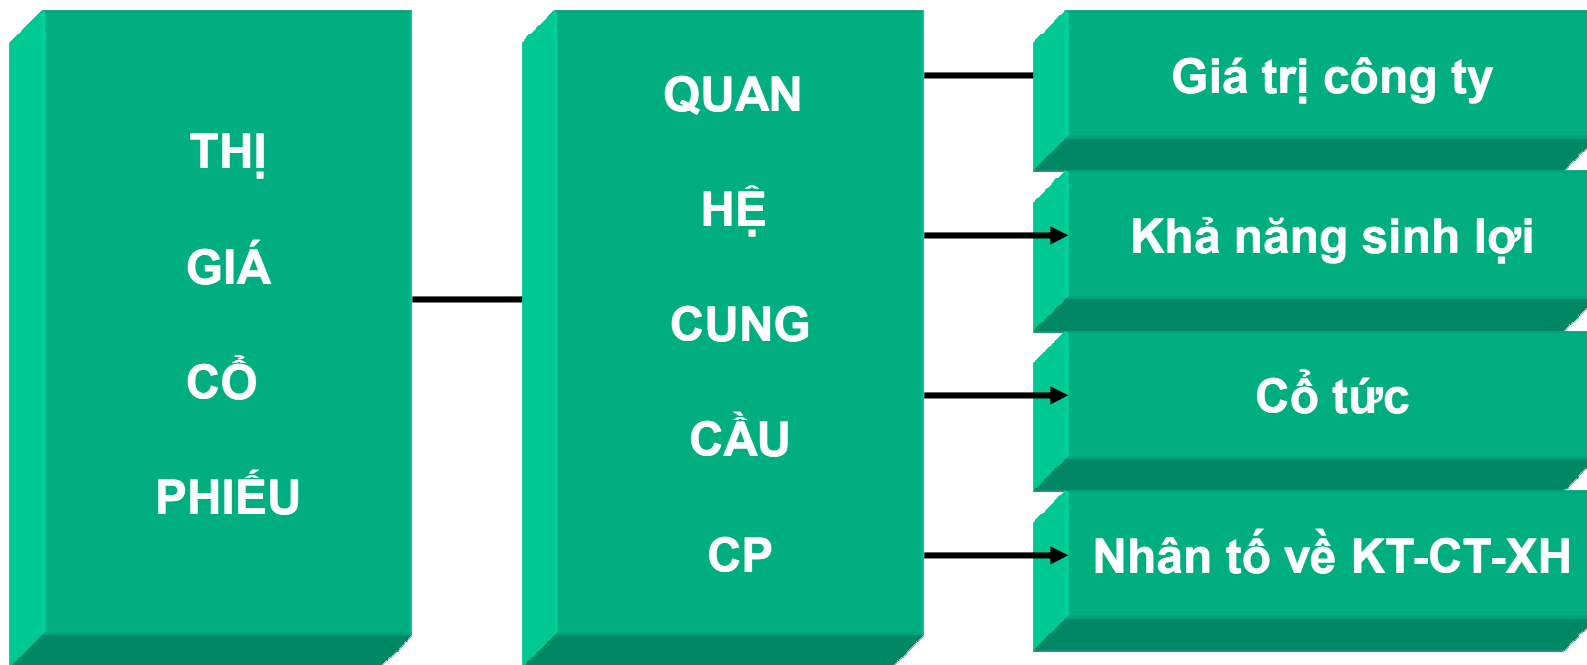 THỊ
GIÁ
CỔ
PHIẾU
QUAN
HỆ
CUNG
CẦU
CP
Giá trị công ty
Khả năng sinh lợi
Cổ tức
Nhân tố về KT-CT-XH